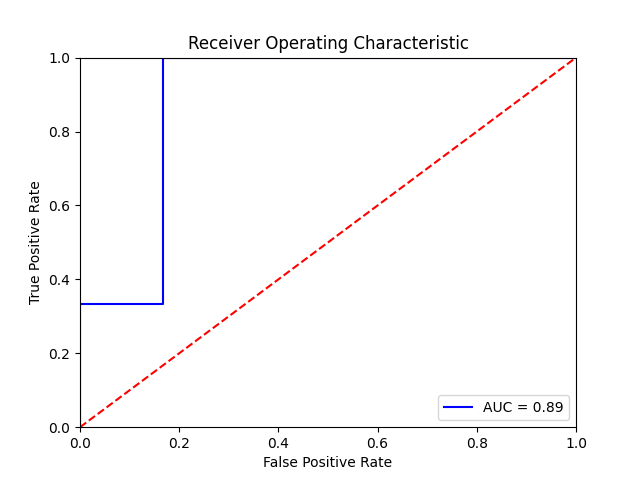 Receiver Operating Characteristic
True Positive Rate
1.0
0.8
0.6
0.4
0.2
0.0
AUC = 0.89
0.0 0.2 0.4 0.6 0.8 1.0
False Positive Rate